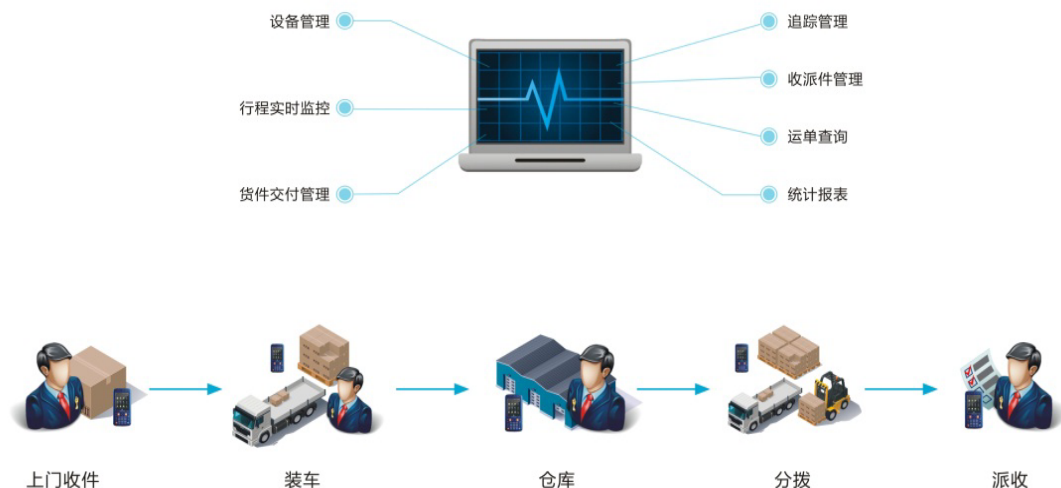 设备管理
追踪管理
行程实时监控
收派件管理
运单查询
货件交付管理
统计报表
上门收件
装车
仓库
分拨
派收